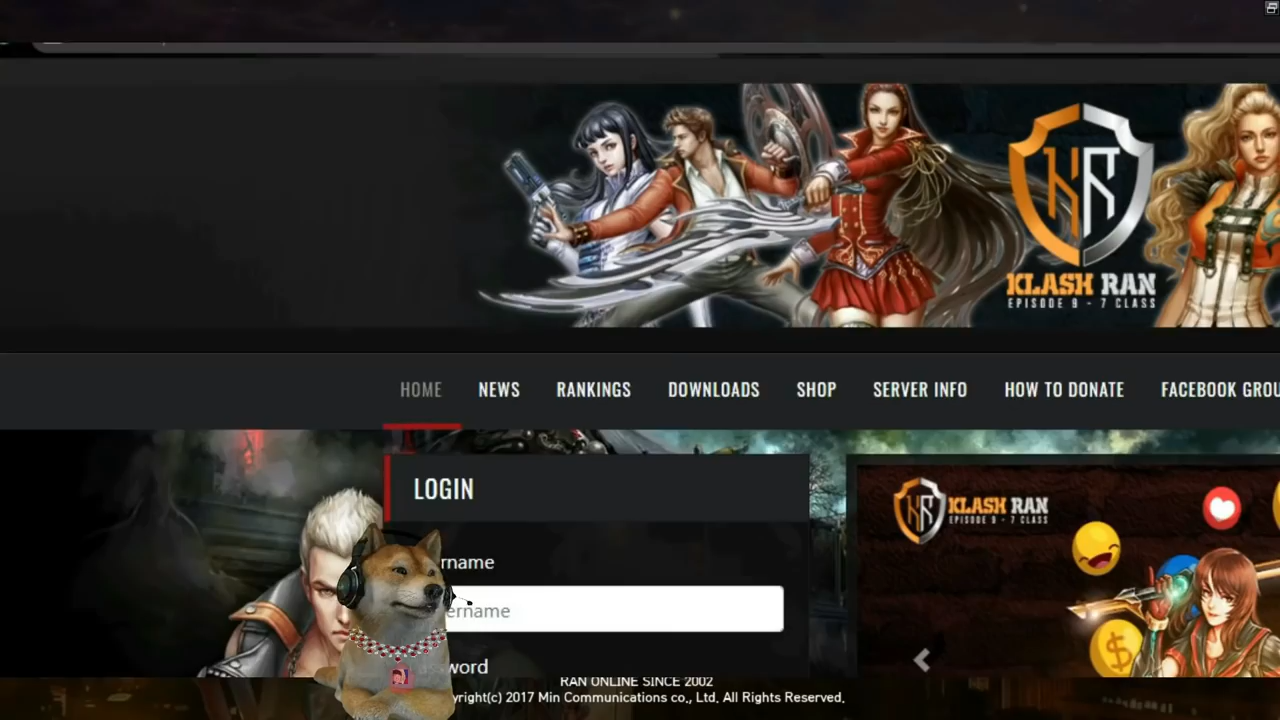 KLASH RAN
EPISODE 9 - 7 CLASS
HOME NEWS RANKINGS DOWNLOADS SHOP SERVER INFO HOW TO DONATE FACEBOOK GROU
LOGIN
KLASH RAN
EPISODE 9 - 7 CLASS
rname
ername
sword
RAN ONLINE SINCE 2002
yright(c) 2017 Min Communications co., Ltd. All Rights Reserved.